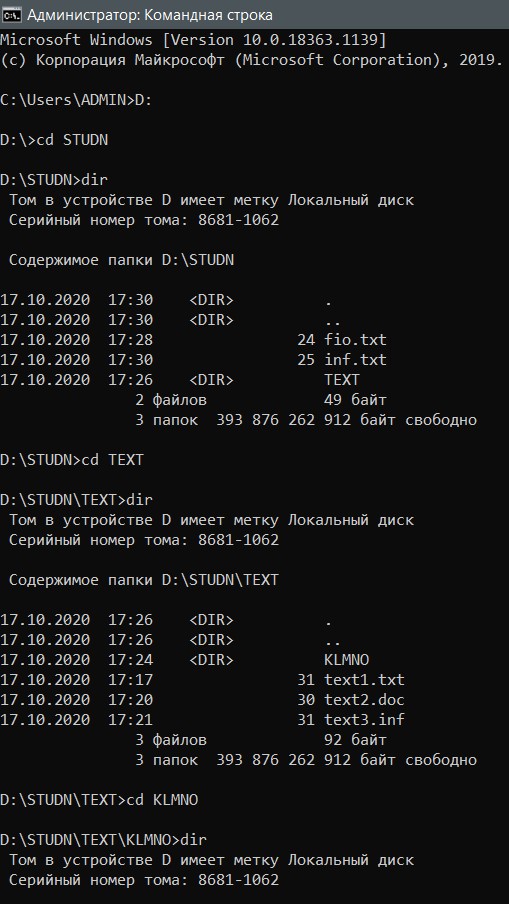 Администратор: Командная строка
Microsoft Windows [Version 10.0.18363.1139]
(c) Корпорация Майкрософт (Microsoft Corporation), 2019.
C:\Users\ADMIN>D:
D:\>cd STUDN
D:\STUDN>dir
Том в устройстве D имеет метку Локальный диск
Серийный номер тома: 8681-1062
Содержимое папки D:\STUDN
17.10.2020  17:30    <DIR>          .
17.10.2020  17:30    <DIR>          ..
17.10.2020  17:28                24 fio.txt
17.10.2020  17:30                25 inf.txt
17.10.2020  17:26    <DIR>          TEXT
2 файлов             49 байт
3 папок  393 876 262 912 байт свободно
D:\STUDN>cd TEXT
D:\STUDN\TEXT>dir
Том в устройстве D имеет метку Локальный диск
Серийный номер тома: 8681-1062
Содержимое папки D:\STUDN\TEXT
17.10.2020  17:26    <DIR>          .
17.10.2020  17:26    <DIR>          ..
17.10.2020  17:24    <DIR>          KLMNO
17.10.2020  17:17                31 text1.txt
17.10.2020  17:20                30 text2.doc
17.10.2020  17:21                31 text3.inf
3 файлов             92 байт
3 папок  393 876 262 912 байт свободно
D:\STUDN\TEXT>cd KLMNO
D:\STUDN\TEXT\KLMNO>dir
Том в устройстве D имеет метку Локальный диск
Серийный номер тома: 8681-1062